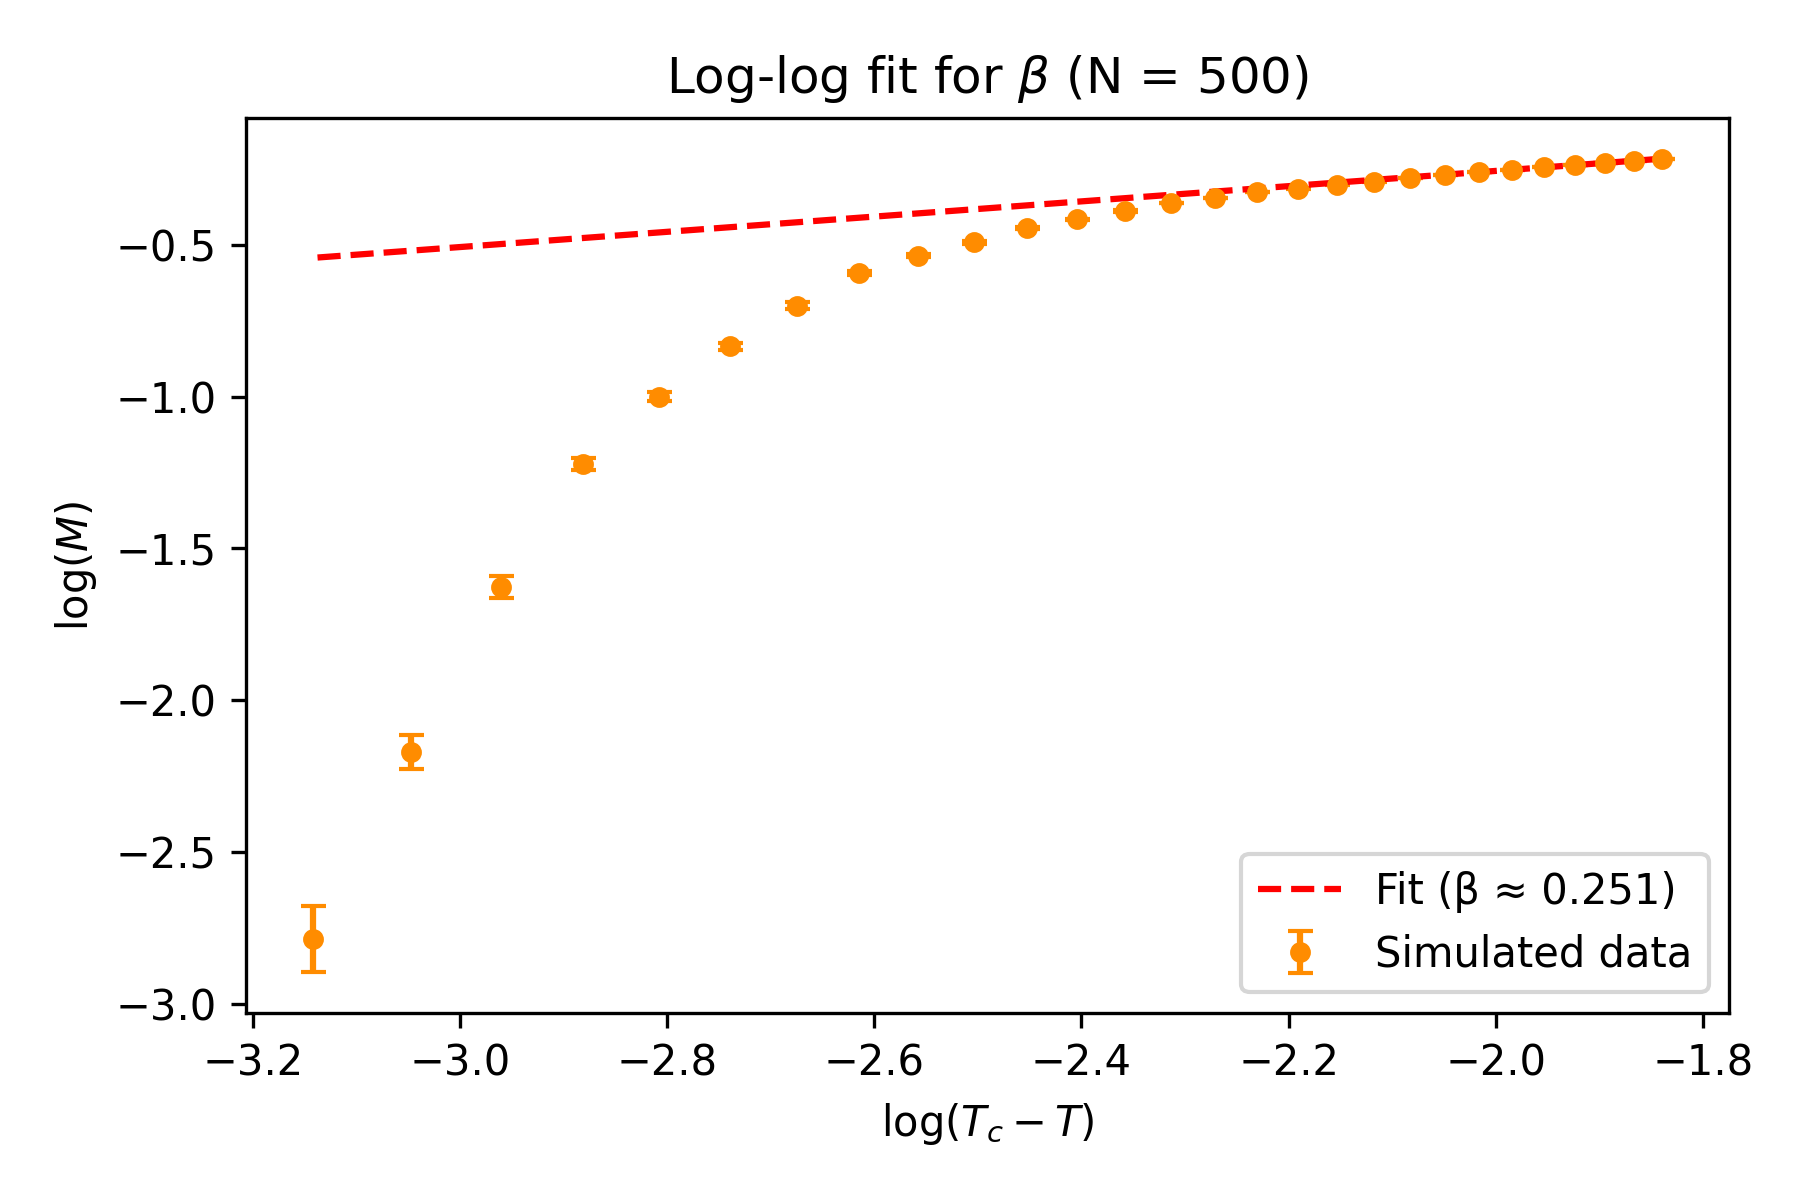 Log-log fit for β (N = 500)
log(M)
−0.5
−1.0
−1.5
−2.0
−2.5
−3.0
−3.2 −3.0 −2.8 −2.6 −2.4 −2.2 −2.0 −1.8
log(T_c − T)
Fit (β ≈ 0.251)
Simulated data